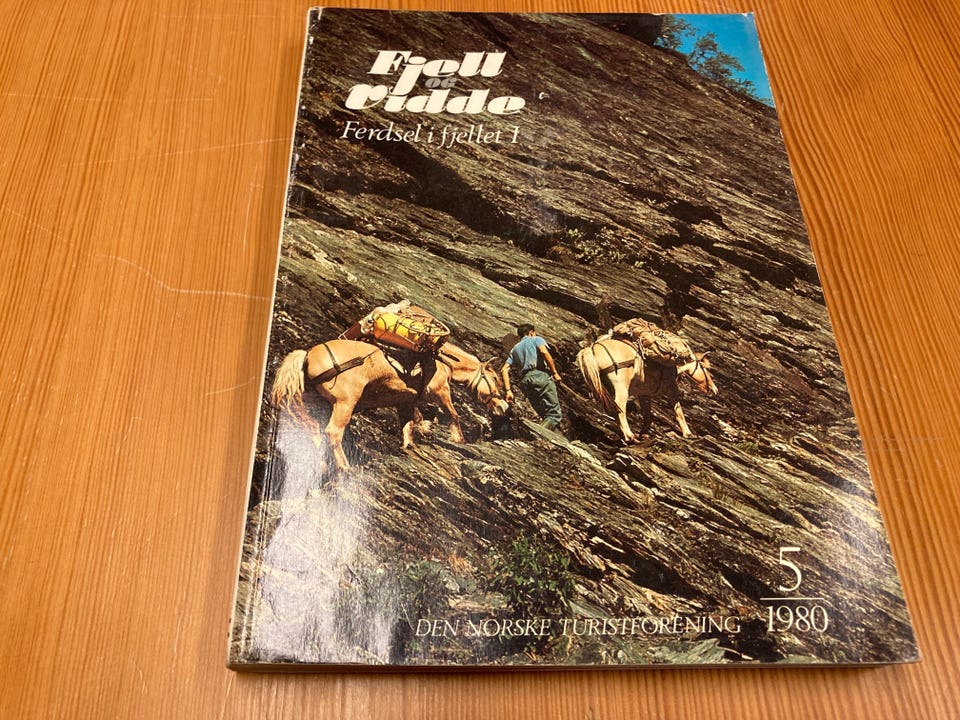 Fjell
og
vidde
Ferdsel i fjellet I
5
1980
DEN NORSKE TURISTFORENING